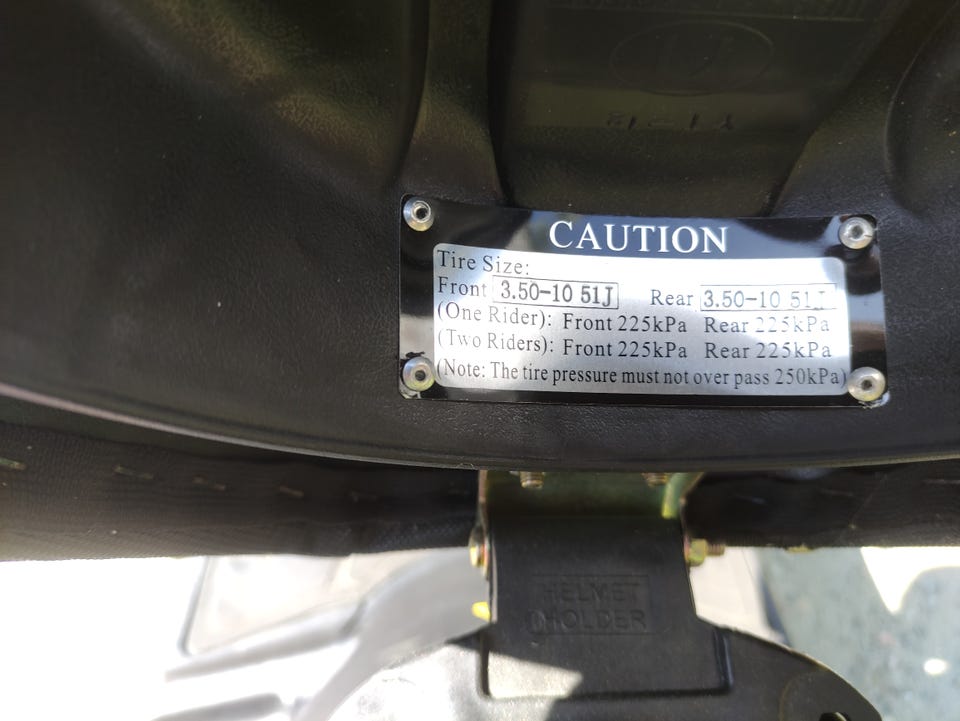 CAUTION
Tire Size:
Front 3.50-10 51J Rear 3.50-10 51J
(One Rider): Front 225kPa Rear 225kPa
(Two Riders): Front 225kPa Rear 225kPa
(Note: The tire pressure must not over pass 250kPa)
HELMET
HOLDER